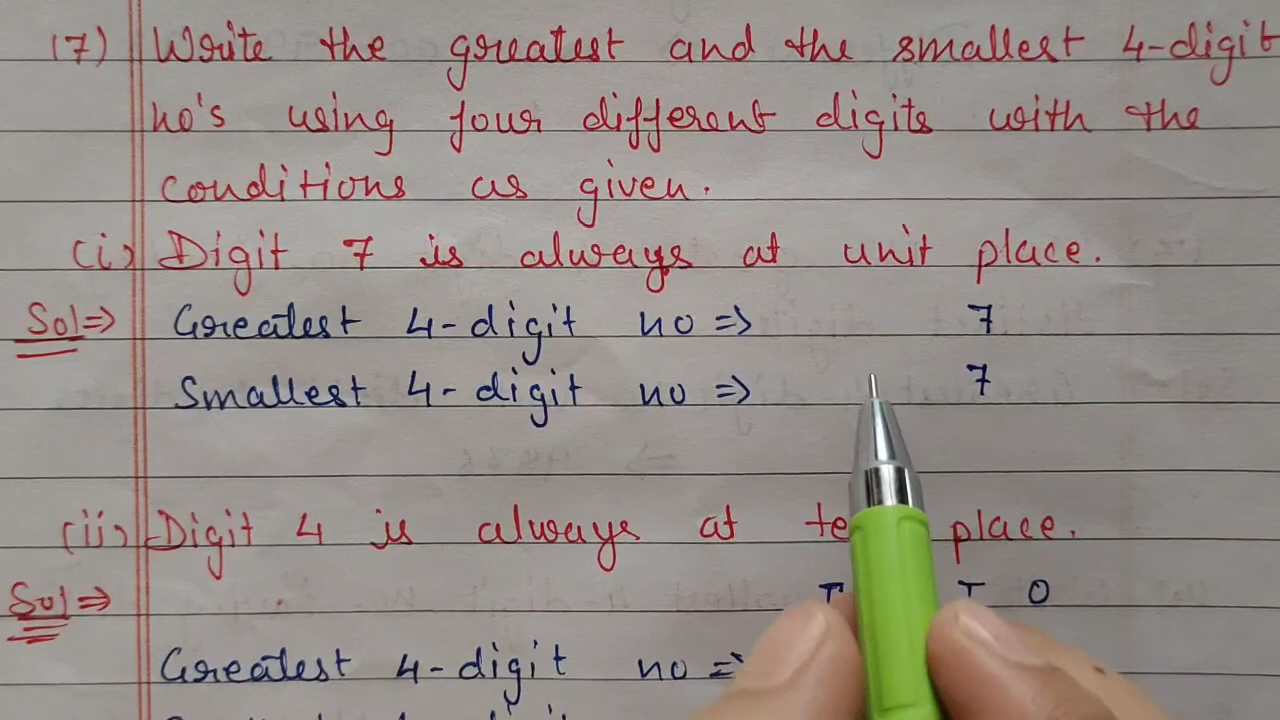 (7) Write the greatest and the smallest 4-digit
no's using four different digits with the
conditions as given.
(i) Digit 7 is always at unit place.
Sol⇒ Greatest 4-digit no ⇒ 7
Smallest 4-digit no ⇒ 7
(ii) Digit 4 is always at place.
Sol⇒ T T O
Greatest 4-digit no ⇒